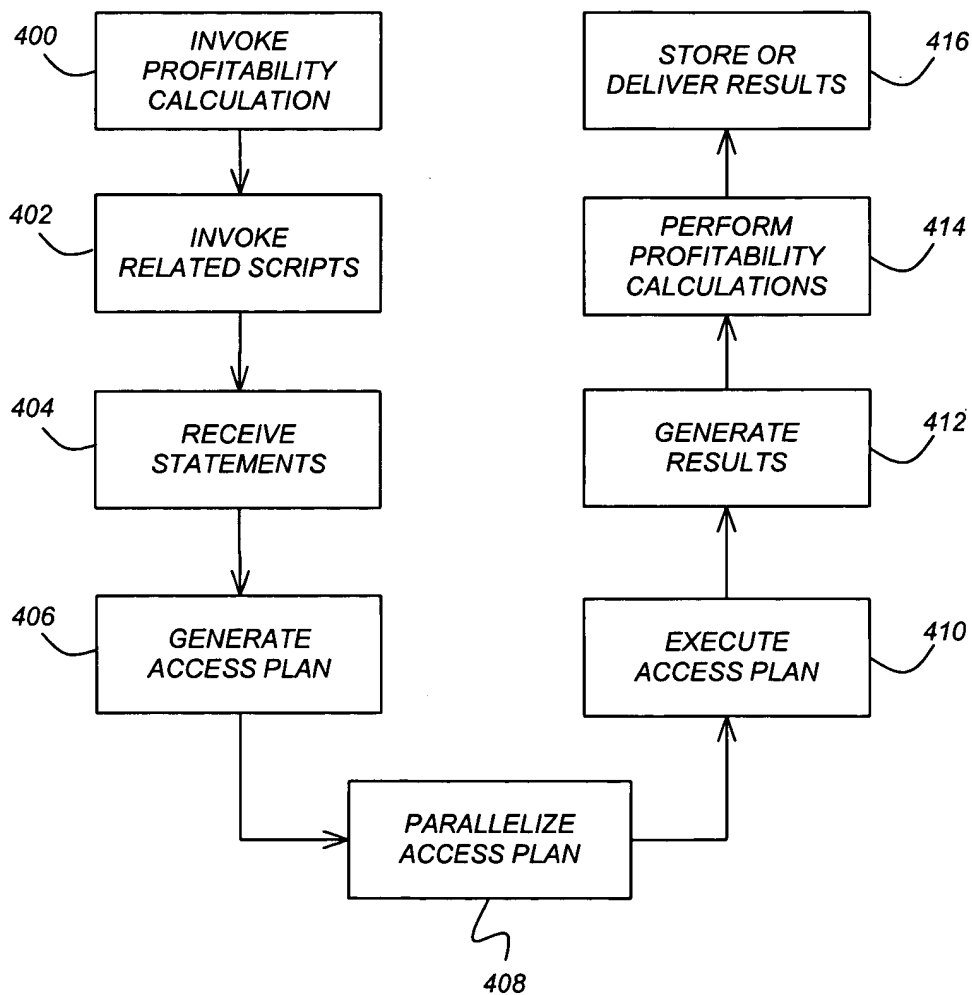 400
INVOKE
PROFITABILITY
CALCULATION
402
INVOKE
RELATED SCRIPTS
404
RECEIVE
STATEMENTS
406
GENERATE
ACCESS PLAN
PARALLELIZE
ACCESS PLAN
408
EXECUTE
ACCESS PLAN
410
GENERATE
RESULTS
412
PERFORM
PROFITABILITY
CALCULATIONS
414
STORE OR
DELIVER RESULTS
416